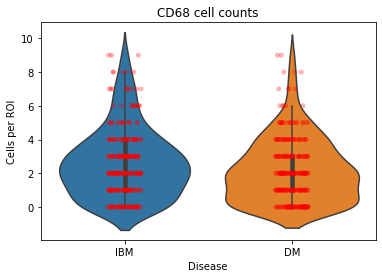 CD68 cell counts
Cells per ROI
10
8
6
4
2
0
IBM
DM
Disease